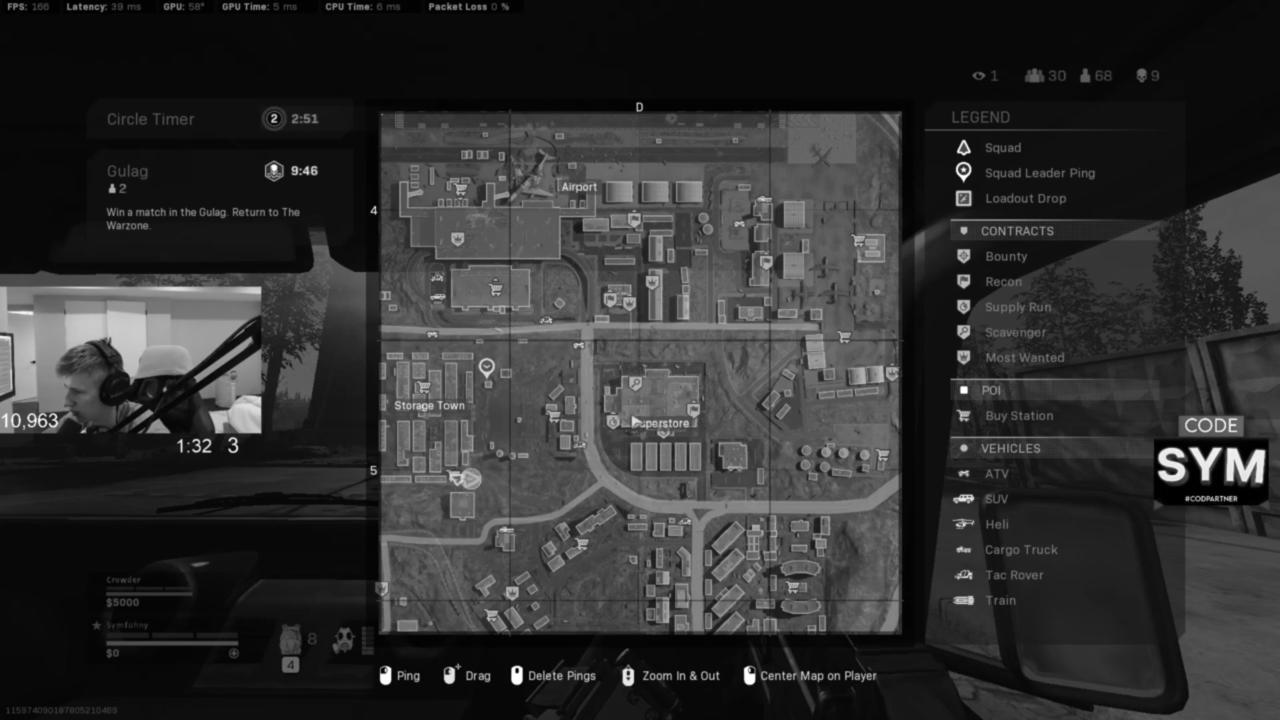 FPS: 166 Latency: 39 ms GPU: 58° GPU Time: 5 ms CPU Time: 6 ms Packet Loss 0 %
1 30 68 9
Circle Timer 2 2:51
Gulag 9:46
2
Win a match in the Gulag. Return to The
Warzone.
D
4
5
Airport
Storage Town
Superstore
LEGEND
Squad
Squad Leader Ping
Loadout Drop
CONTRACTS
Bounty
Recon
Supply Run
Scavenger
Most Wanted
POI
Buy Station
VEHICLES
ATV
SUV
Heli
Cargo Truck
Tac Rover
Train
10,963
1:32 3
CODE
SYM
#CODPARTNER
Crowder
$5000
Symfuhny
$0
8
4
Ping Drag Delete Pings Zoom In & Out Center Map on Player